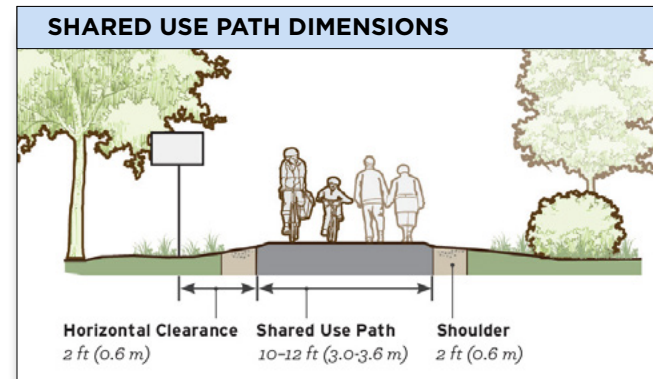 SHARED USE PATH DIMENSIONS
Horizontal Clearance Shared Use Path Shoulder
2 ft (0.6 m) 10–12 ft (3.0-3.6 m) 2 ft (0.6 m)